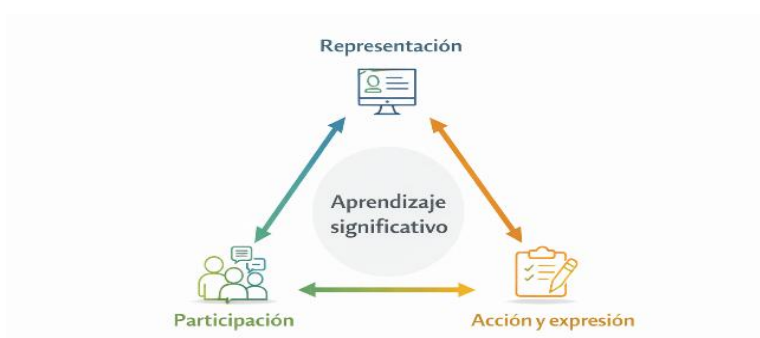 Representación
Aprendizaje
significativo
Participación
Acción y expresión